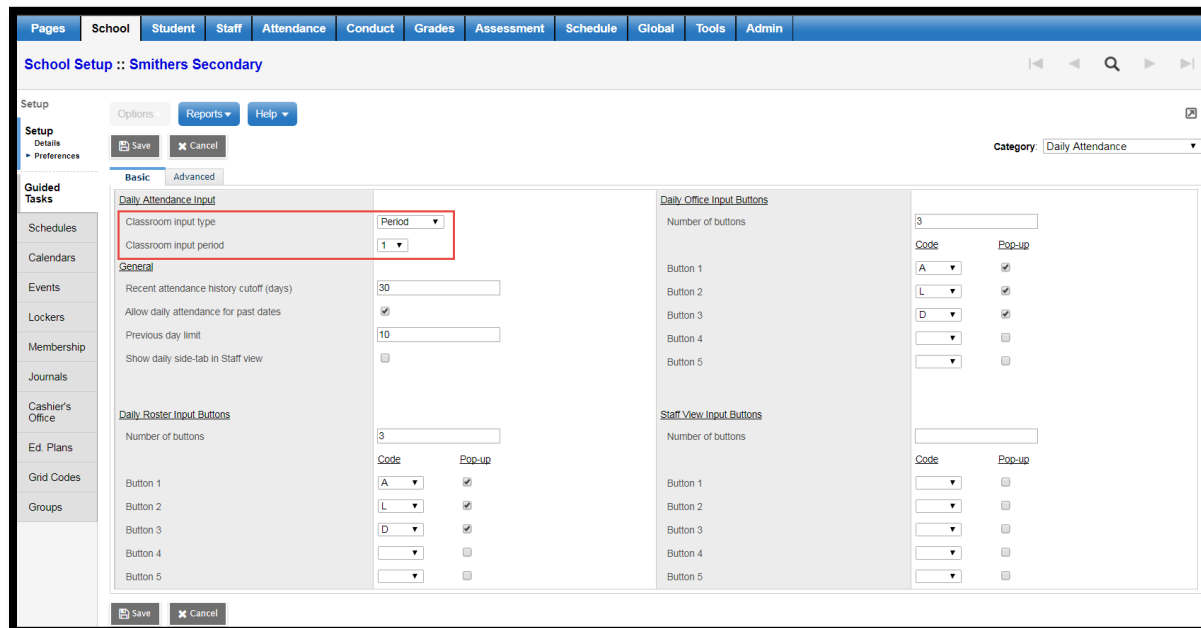 Pages School Student Staff Attendance Conduct Grades Assessment Schedule Global Tools Admin
School Setup :: Smithers Secondary
Setup
Options Reports Help
Setup
Details
Preferences
Save Cancel
Category: Daily Attendance
Basic Advanced
Guided
Tasks
Schedules
Calendars
Events
Lockers
Membership
Journals
Cashier's
Office
Ed. Plans
Grid Codes
Groups
Daily Attendance Input
Classroom input type Period
Classroom input period 1
General
Recent attendance history cutoff (days) 30
Allow daily attendance for past dates
Previous day limit 10
Show daily side-tab in Staff view
Daily Office Input Buttons
Number of buttons 3
Code Pop-up
Button 1 A
Button 2 L
Button 3 D
Button 4
Button 5
Daily Roster Input Buttons
Number of buttons 3
Code Pop-up
Button 1 A
Button 2 L
Button 3 D
Button 4
Button 5
Staff View Input Buttons
Number of buttons
Code Pop-up
Button 1
Button 2
Button 3
Button 4
Button 5
Save Cancel